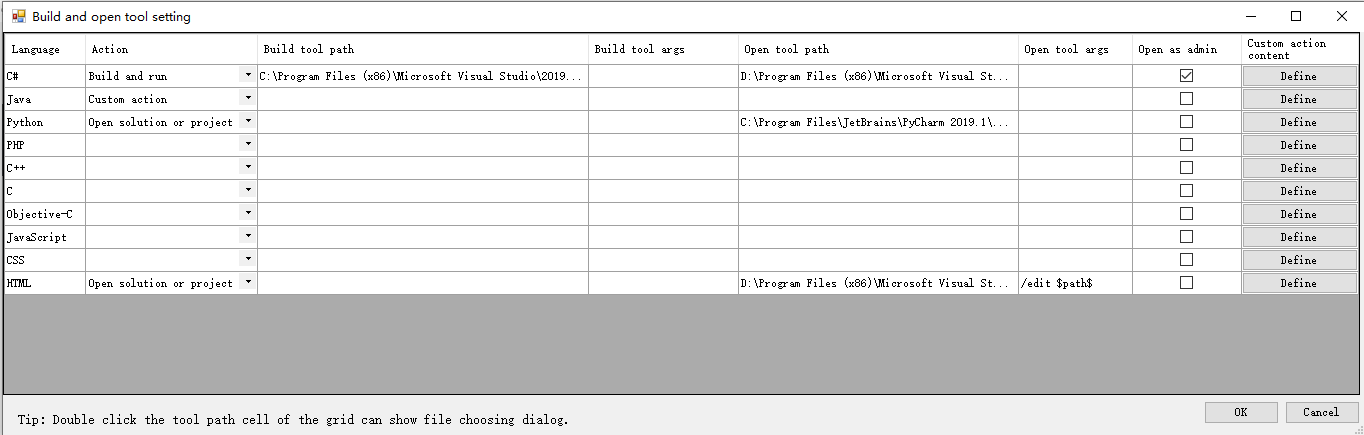 Build and open tool setting
Language Action Build tool path Build tool args Open tool path Open tool args Open as admin Custom action content
C# Build and run C:\Program Files (x86)\Microsoft Visual Studio\2019... D:\Program Files (x86)\Microsoft Visual St... Define
Java Custom action Define
Python Open solution or project C:\Program Files\JetBrains\PyCharm 2019.1\... Define
PHP Define
C++ Define
C Define
Objective-C Define
JavaScript Define
CSS Define
HTML Open solution or project D:\Program Files (x86)\Microsoft Visual St... /edit $path$ Define
Tip: Double click the tool path cell of the grid can show file choosing dialog.
OK Cancel